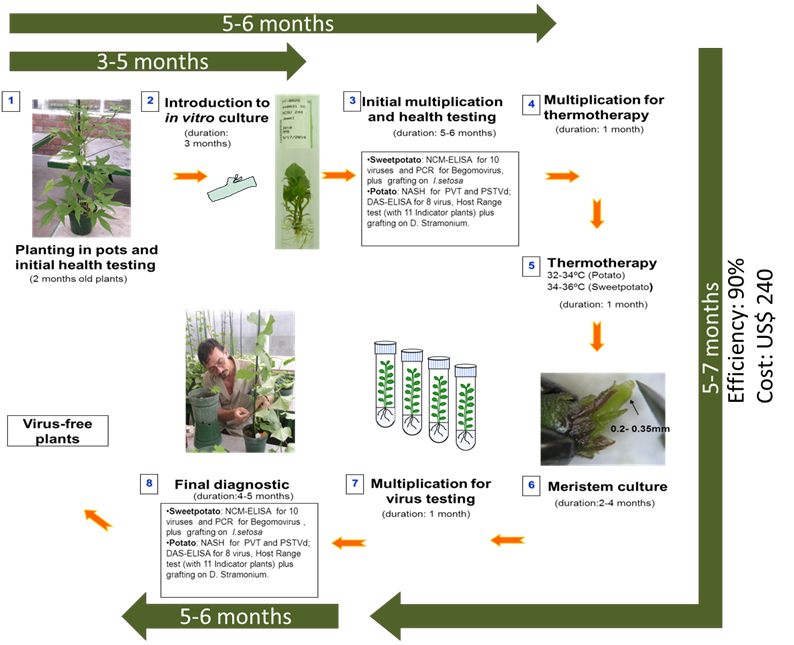 5-6 months
3-5 months
1
2
Introduction to
in vitro culture
(duration:
3 months)
3
Initial multiplication
and health testing
(duration: 5-6 months)
•Sweetpotato: NCM-ELISA for 10
viruses and PCR for Begomovirus,
plus grafting on I.setosa
•Potato: NASH for PVT and PSTVd;
DAS-ELISA for 8 virus, Host Range
test (with 11 Indicator plants) plus
grafting on D. Stramonium.
4
Multiplication for
thermotherapy
(duration: 1 month)
Planting in pots and
initial health testing
(2 months old plants)
5
Thermotherapy
32-34ºC (Potato)
34-36ºC (Sweetpotato)
(duration: 1 month)
5-7 months
Efficiency: 90%
Cost: US$ 240
0.2- 0.35mm
6
Meristem culture
(duration:2-4 months)
7
Multiplication for
virus testing
(duration: 1 month)
8
Final diagnostic
(duration:4-5 months)
•Sweetpotato: NCM-ELISA for 10
viruses and PCR for Begomovirus ,
plus grafting on I.setosa
•Potato: NASH for PVT and PSTVd;
DAS-ELISA for 8 virus, Host Range
test (with 11 Indicator plants) plus
grafting on D. Stramonium.
Virus-free
plants
5-6 months